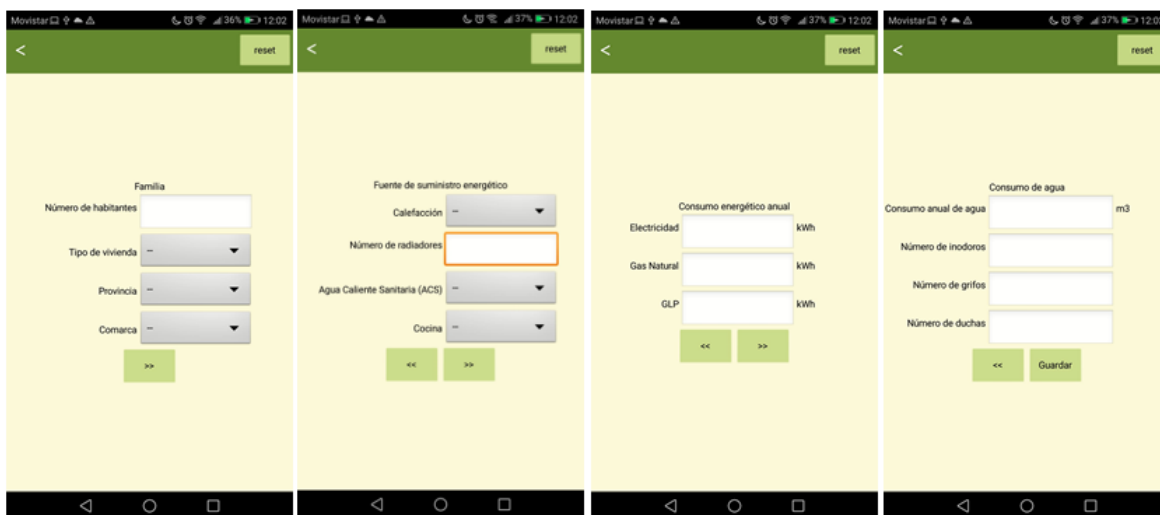 Movistar 36% 12:02
<
reset
Familia
Número de habitantes
Tipo de vivienda --
Provincia --
Comarca --
>>
Movistar 37% 12:02
<
reset
Fuente de suministro energético
Calefacción --
Número de radiadores
Agua Caliente Sanitaria (ACS) --
Cocina --
<< >>
Movistar 37% 12:02
<
reset
Consumo energético anual
Electricidad kWh
Gas Natural kWh
GLP kWh
<< >>
Movistar 37% 12:02
<
reset
Consumo de agua
Consumo anual de agua m3
Número de inodoros
Número de grifos
Número de duchas
<< Guardar